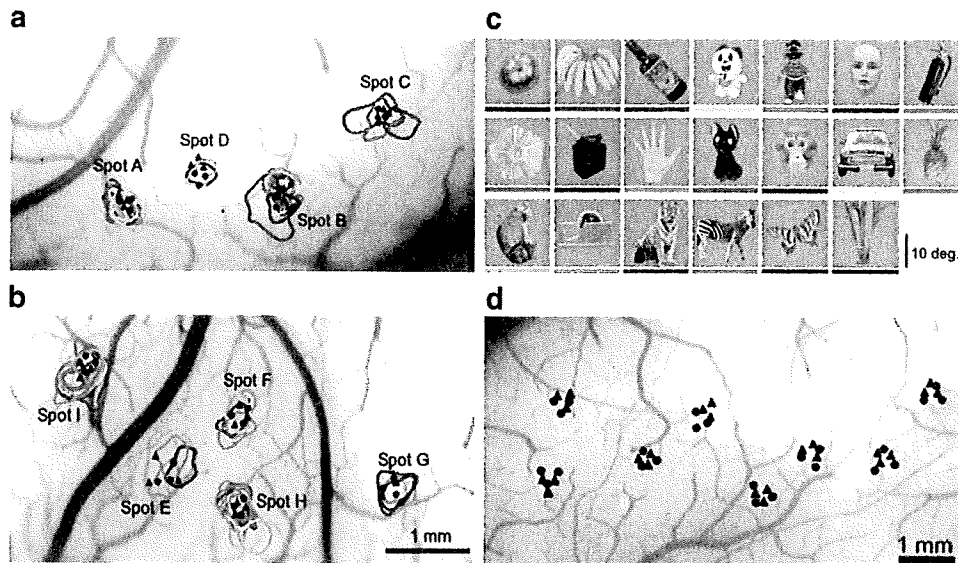 a
Spot C
Spot D
Spot A
Spot B
b
Spot F
Spot I
Spot E
Spot H
Spot G
1 mm
c
10 deg.
d
1 mm